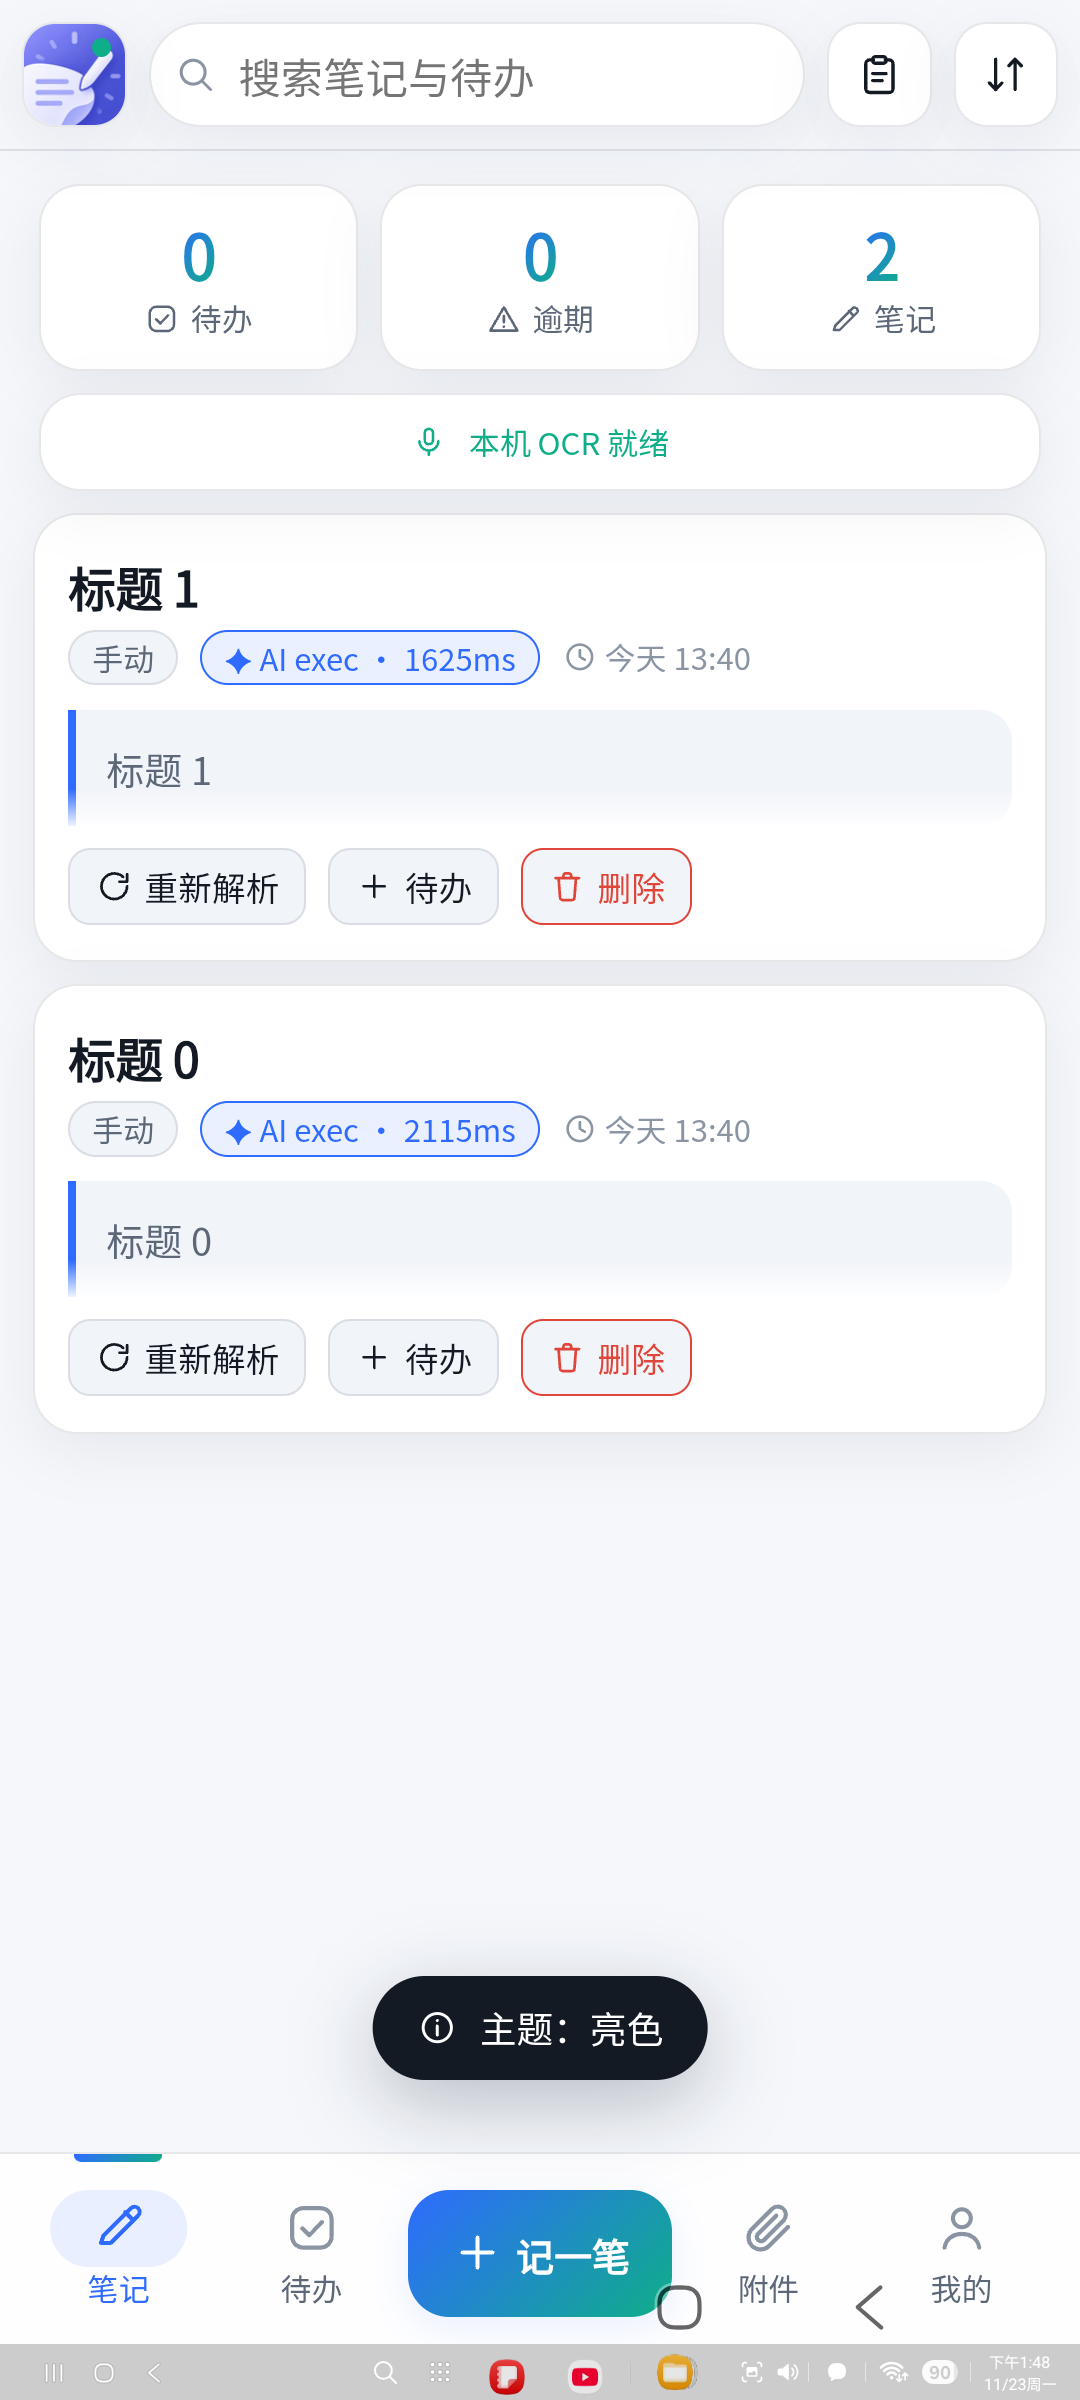 搜索笔记与待办
0
待办
0
逾期
2
笔记
本机 OCR 就绪
标题 1
手动
AI exec · 1625ms
今天 13:40
标题 1
重新解析
待办
删除
标题 0
手动
AI exec · 2115ms
今天 13:40
标题 0
重新解析
待办
删除
主题：亮色
笔记
待办
记一笔
附件
我的
90
下午1:48
11/23周一